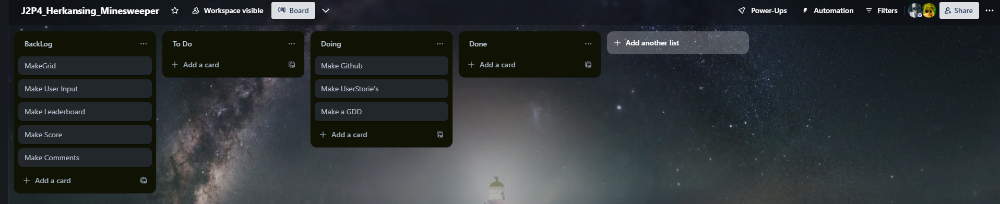 J2P4_Herkansing_Minesweeper
Workspace visible
Board
Power-Ups
Automation
Filters
Share
BackLog
MakeGrid
Make User Input
Make Leaderboard
Make Score
Make Comments
Add a card
To Do
Add a card
Doing
Make Github
Make UserStorie's
Make a GDD
Add a card
Done
Add a card
Add another list